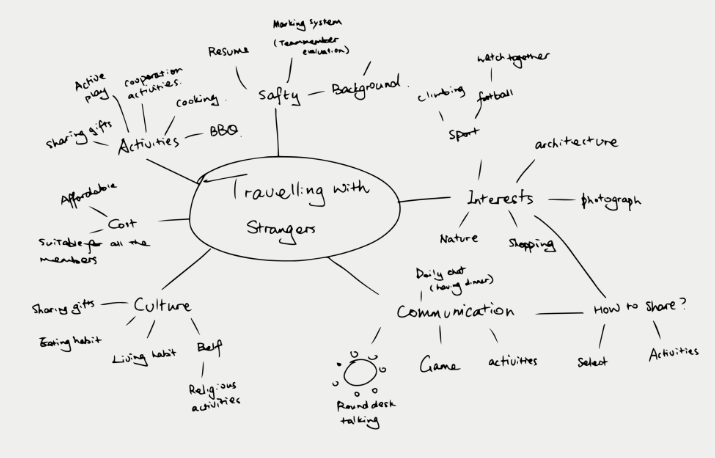 Marking system
(Teammember
evaluation)
Resume
Safty
Background
watch together
climbing
football
Sport
Active
play
cooperation
activities
cooking
sharing gifts
Activities
BBQ
architecture
Travelling with
Strangers
Interests
photograph
Nature
Shopping
Affordable
Cost
Suitable for all the
members
Daily chat
(having dinner)
Sharing gifts
Culture
Communication
How to share?
Eating habit
Living habit
Game
activities
Select
Activities
Religious
activities
Round desk
talking